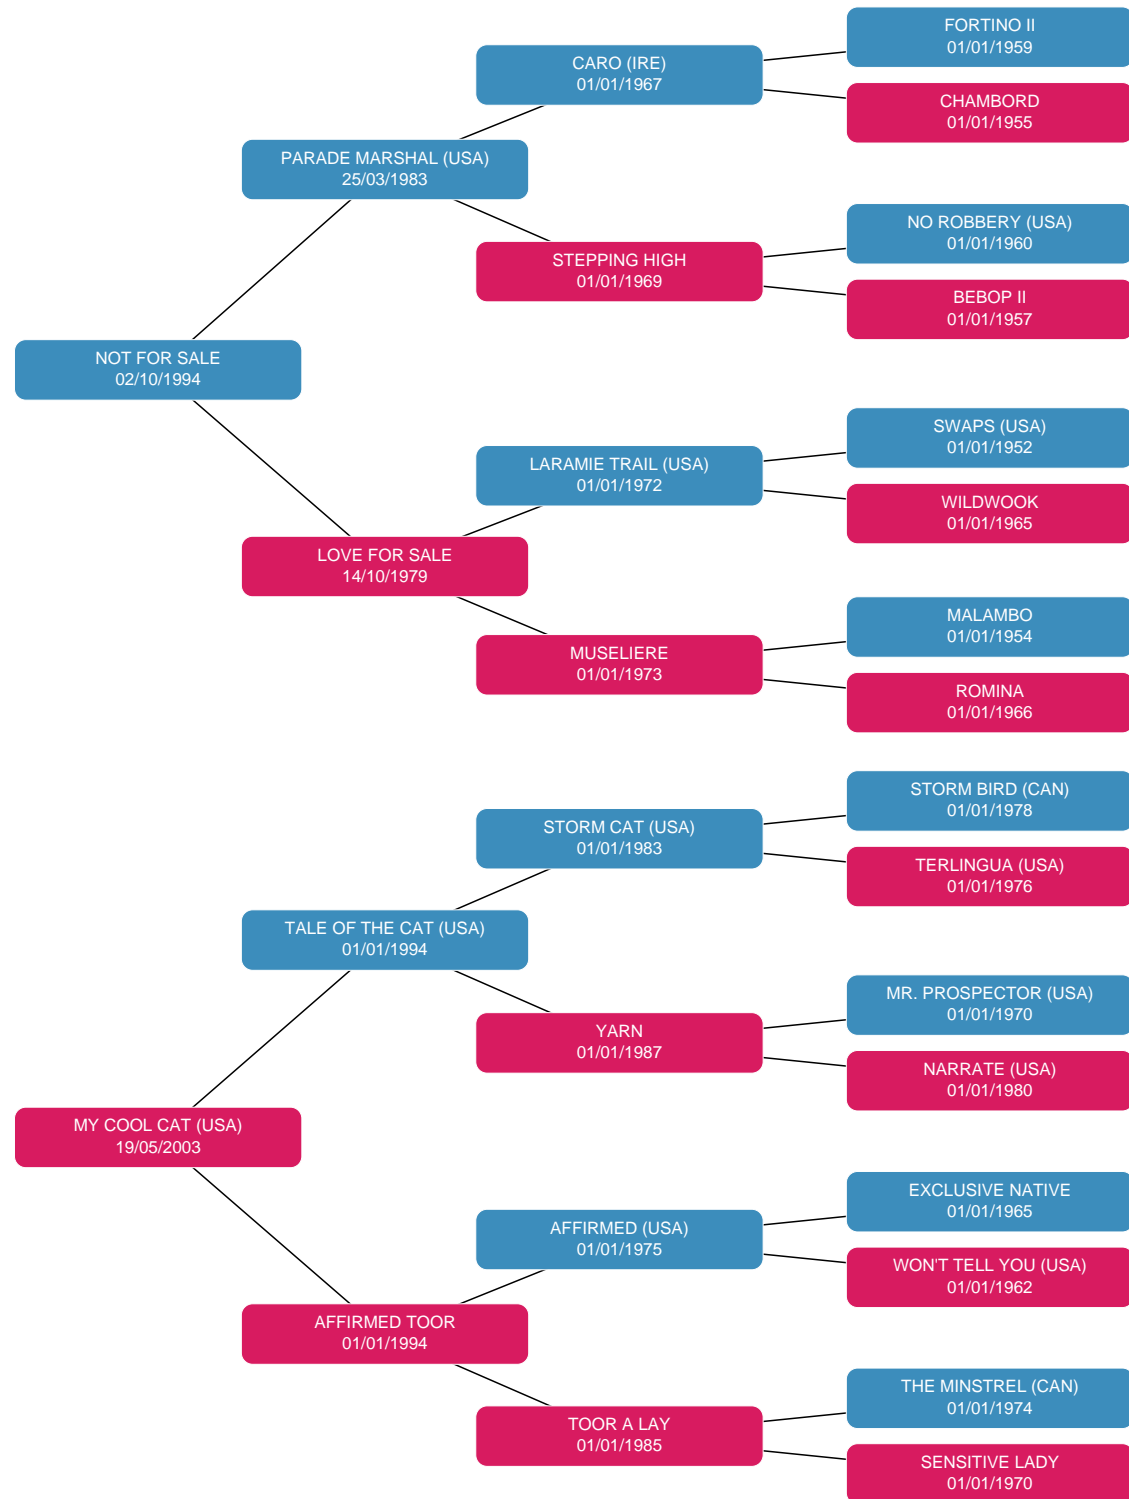 FORTINO II
01/01/1959
CARO (IRE)
01/01/1967
CHAMBORD
01/01/1955
PARADE MARSHAL (USA)
25/03/1983
NO ROBBERY (USA)
01/01/1960
STEPPING HIGH
01/01/1969
BEBOP II
01/01/1957
NOT FOR SALE
02/10/1994
SWAPS (USA)
01/01/1952
LARAMIE TRAIL (USA)
01/01/1972
WILDWOOK
01/01/1965
LOVE FOR SALE
14/10/1979
MALAMBO
01/01/1954
MUSELIERE
01/01/1973
ROMINA
01/01/1966
STORM BIRD (CAN)
01/01/1978
STORM CAT (USA)
01/01/1983
TERLINGUA (USA)
01/01/1976
TALE OF THE CAT (USA)
01/01/1994
MR. PROSPECTOR (USA)
01/01/1970
YARN
01/01/1987
NARRATE (USA)
01/01/1980
MY COOL CAT (USA)
19/05/2003
EXCLUSIVE NATIVE
01/01/1965
AFFIRMED (USA)
01/01/1975
WON'T TELL YOU (USA)
01/01/1962
AFFIRMED TOOR
01/01/1994
THE MINSTREL (CAN)
01/01/1974
TOOR A LAY
01/01/1985
SENSITIVE LADY
01/01/1970